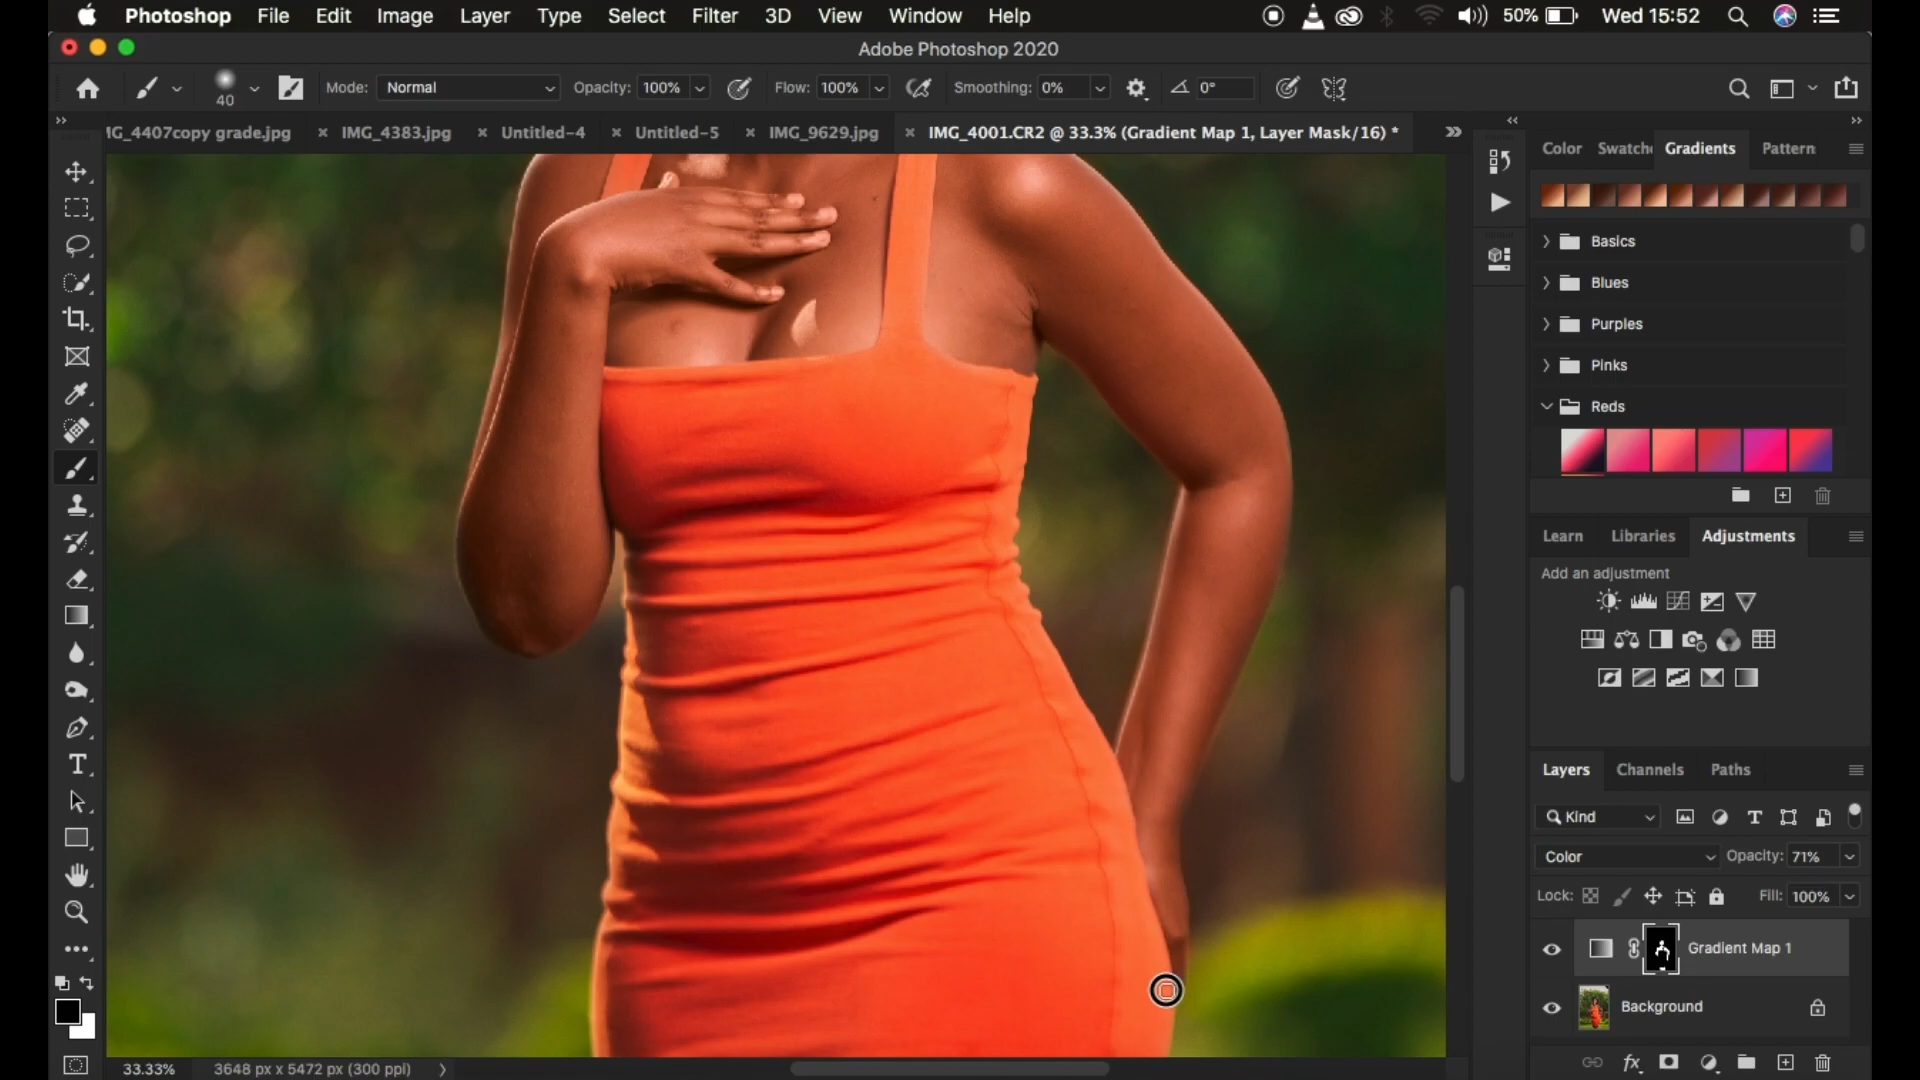 Photoshop File Edit Image Layer Type Select Filter 3D View Window Help 50% Wed 15:52
Adobe Photoshop 2020
40 Mode: Normal Opacity: 100% Flow: 100% Smoothing: 0% 0°
IG_4407copy grade.jpg × IMG_4383.jpg × Untitled-4 × Untitled-5 × IMG_9629.jpg × IMG_4001.CR2 @ 33.3% (Gradient Map 1, Layer Mask/16) *
Color Swatche Gradients Pattern
Basics
Blues
Purples
Pinks
Reds
Learn Libraries Adjustments
Add an adjustment
Layers Channels Paths
Kind
Color Opacity: 71%
Lock: Fill: 100%
Gradient Map 1
Background
33.33% 3648 px x 5472 px (300 ppi)